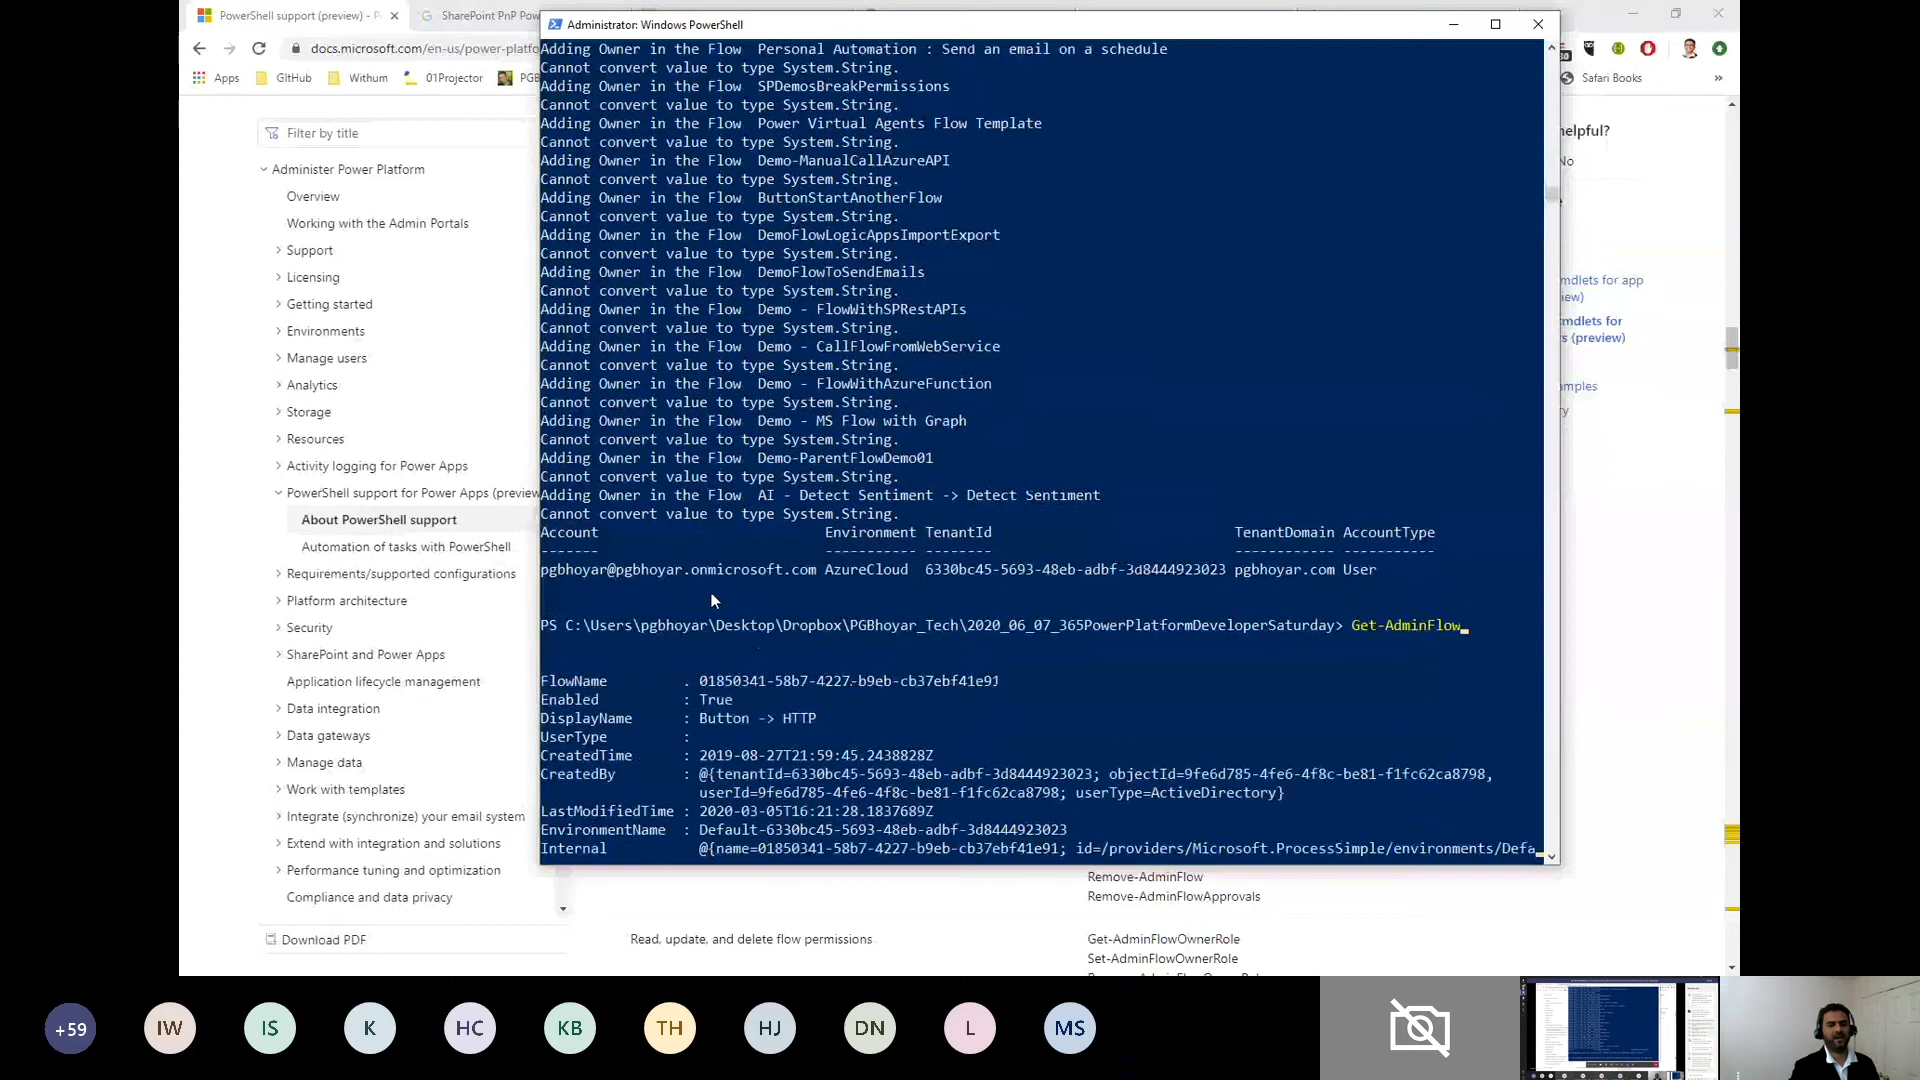 PowerShell support (preview) - P
SharePoint PnP Pow
docs.microsoft.com/en-us/power-platfo
Apps
GitHub
Withum
01Projector
PGB
Safari Books
Filter by title
Administer Power Platform
Overview
Working with the Admin Portals
Support
Licensing
Getting started
Environments
Manage users
Analytics
Storage
Resources
Activity logging for Power Apps
PowerShell support for Power Apps (preview
About PowerShell support
Automation of tasks with PowerShell
Requirements/supported configurations
Platform architecture
Security
SharePoint and Power Apps
Application lifecycle management
Data integration
Data gateways
Manage data
Work with templates
Integrate (synchronize) your email system
Extend with integration and solutions
Performance tuning and optimization
Compliance and data privacy
Download PDF
Administrator: Windows PowerShell
Adding Owner in the Flow  Personal Automation : Send an email on a schedule
Cannot convert value to type System.String.
Adding Owner in the Flow  SPDemosBreakPermissions
Cannot convert value to type System.String.
Adding Owner in the Flow  Power Virtual Agents Flow Template
Cannot convert value to type System.String.
Adding Owner in the Flow  Demo-ManualCallAzureAPI
Cannot convert value to type System.String.
Adding Owner in the Flow  ButtonStartAnotherFlow
Cannot convert value to type System.String.
Adding Owner in the Flow  DemoFlowLogicAppsImportExport
Cannot convert value to type System.String.
Adding Owner in the Flow  DemoFlowToSendEmails
Cannot convert value to type System.String.
Adding Owner in the Flow  Demo - FlowWithSPRestAPIs
Cannot convert value to type System.String.
Adding Owner in the Flow  Demo - CallFlowFromWebService
Cannot convert value to type System.String.
Adding Owner in the Flow  Demo - FlowWithAzureFunction
Cannot convert value to type System.String.
Adding Owner in the Flow  Demo - MS Flow with Graph
Cannot convert value to type System.String.
Adding Owner in the Flow  Demo-ParentFlowDemo01
Cannot convert value to type System.String.
Adding Owner in the Flow  AI - Detect Sentiment -> Detect Sentiment
Cannot convert value to type System.String.
Account Environment TenantId TenantDomain AccountType
------- ----------- -------- ------------ -----------
pgbhoyar@pgbhoyar.onmicrosoft.com AzureCloud 6330bc45-5693-48eb-adbf-3d8444923023 pgbhoyar.com User
PS C:\Users\pgbhoyar\Desktop\Dropbox\PGBhoyar_Tech\2020_06_07_365PowerPlatformDeveloperSaturday> Get-AdminFlow
FlowName . 01850341-58b7-4227-b9eb-cb37ebf41e91
Enabled : True
DisplayName : Button -> HTTP
UserType :
CreatedTime : 2019-08-27T21:59:45.2438828Z
CreatedBy : @{tenantId=6330bc45-5693-48eb-adbf-3d8444923023; objectId=9fe6d785-4fe6-4f8c-be81-f1fc62ca8798,
userId=9fe6d785-4fe6-4f8c-be81-f1fc62ca8798; userType=ActiveDirectory}
LastModifiedTime : 2020-03-05T16:21:28.1837689Z
EnvironmentName : Default-6330bc45-5693-48eb-adbf-3d8444923023
Internal @{name=01850341-58b7-4227-b9eb-cb37ebf41e91; id=/providers/Microsoft.ProcessSimple/environments/Defa
Remove-AdminFlow
Remove-AdminFlowApprovals
Read, update, and delete flow permissions
Get-AdminFlowOwnerRole
Set-AdminFlowOwnerRole
elpful?
No
mdlets for app
iew)
mdlets for
s (preview)
amples
ry
+59
IW
IS
K
HC
KB
TH
HJ
DN
L
MS